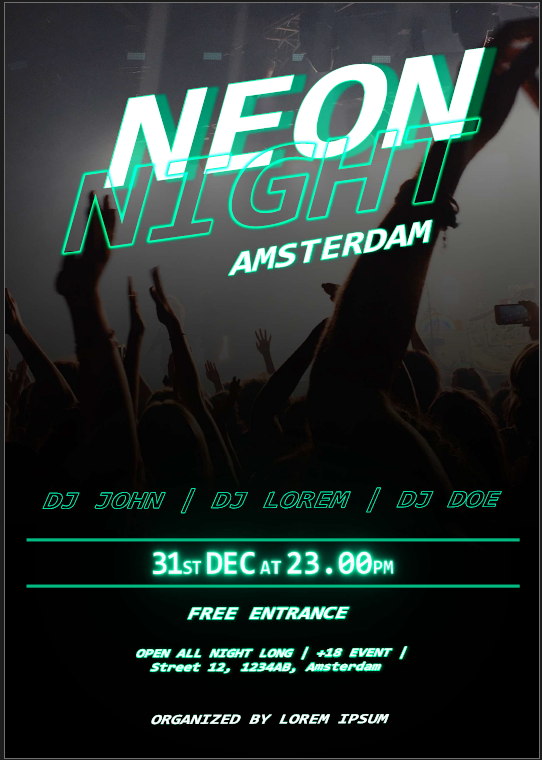 NEON
NIGHT
AMSTERDAM
DJ JOHN | DJ LOREM | DJ DOE
31ST DEC AT 23.00PM
FREE ENTRANCE
OPEN ALL NIGHT LONG | +18 EVENT |
Street 12, 1234AB, Amsterdam
ORGANIZED BY LOREM IPSUM